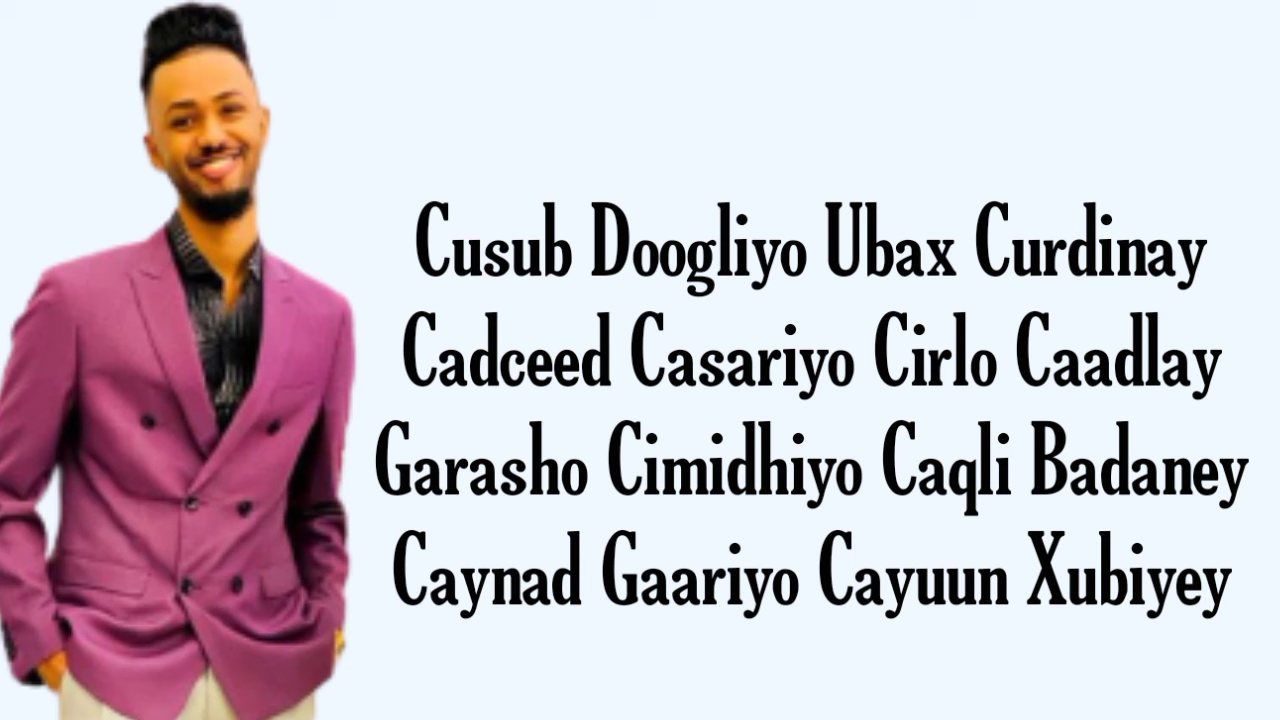 Cusub Doogliyo Ubax Curdinay
Cadceed Casariyo Cirlo Caadlay
Garasho Cimidhiyo Caqli Badaney
Caynad Gaariyo Cayuun Xubiyey